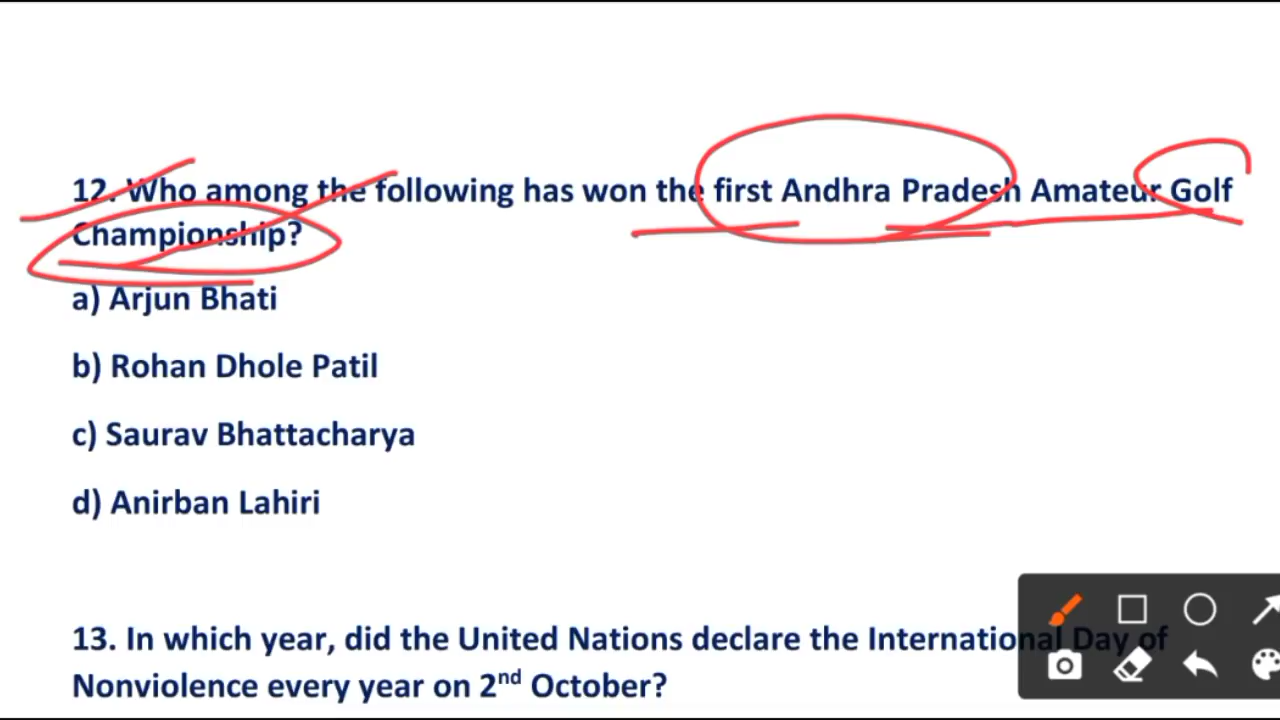 12. Who among the following has won the first Andhra Pradesh Amateur Golf
Championship?
a) Arjun Bhati
b) Rohan Dhole Patil
c) Saurav Bhattacharya
d) Anirban Lahiri
13. In which year, did the United Nations declare the International Day of
Nonviolence every year on 2nd October?